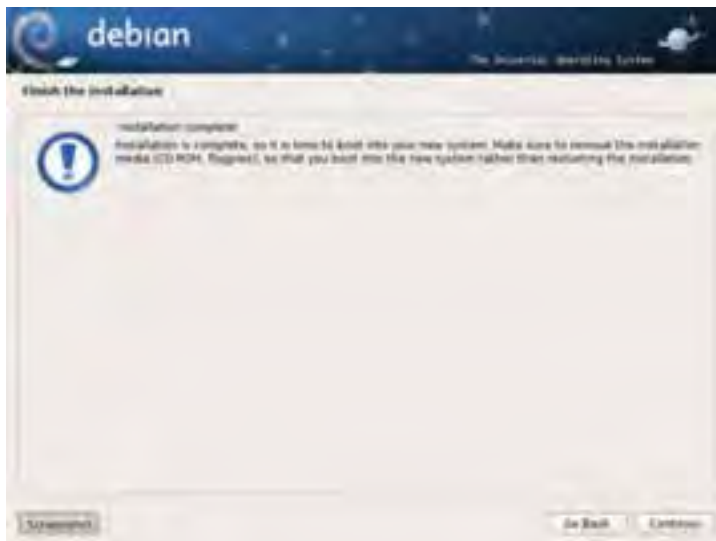 debian
The Universal Operating System
Finish the installation
Installation complete
Installation is complete, so it is time to boot into your new system. Make sure to remove the installation
media (CD-ROM, floppies), so that you boot into the new system rather than restarting the installation.
Screenshot
Go Back
Continue